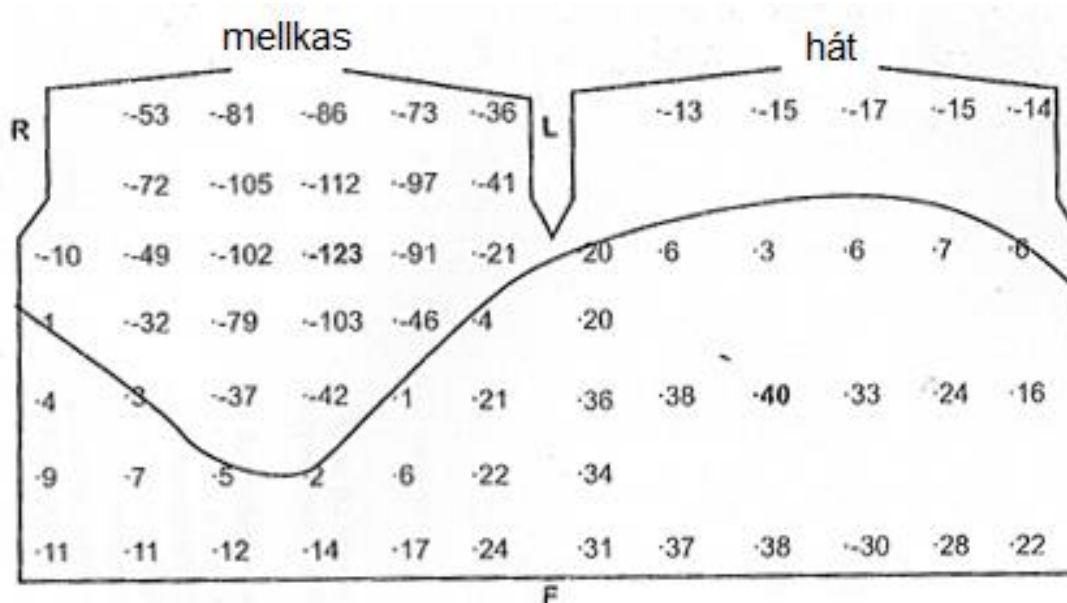 mellkas hát
R ·-53 ·-81 ·-86 ·-73 ·-36 L ·-13 ·-15 ·-17 ·-15 ·-14
·-72 ·-105 ·-112 ·-97 ·-41
·-10 ·-49 ·-102 ·-123 ·-91 ·-21 20 ·6 ·3 ·6 ·7 ·6
1 ·-32 ·-79 ·-103 ·-46 ·4 ·20
·4 ·3 ·-37 ·-42 ·1 ·21 ·36 ·38 ·40 ·33 ·24 ·16
·9 ·7 ·5 ·2 ·6 ·22 ·34
·11 ·11 ·12 ·14 ·17 ·24 ·31 ·37 ·38 ·-30 ·28 ·22
F